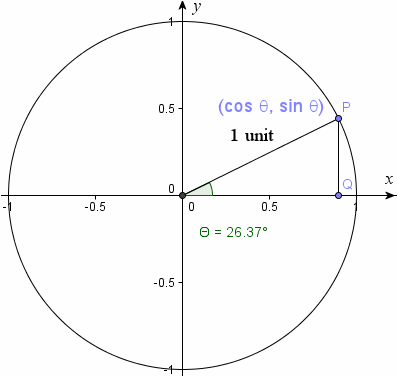 y
1
0.5
(cos θ, sin θ) P
1 unit
0 Q x
-1 -0.5 0 0.5 1
Θ = 26.37°
-0.5
-1